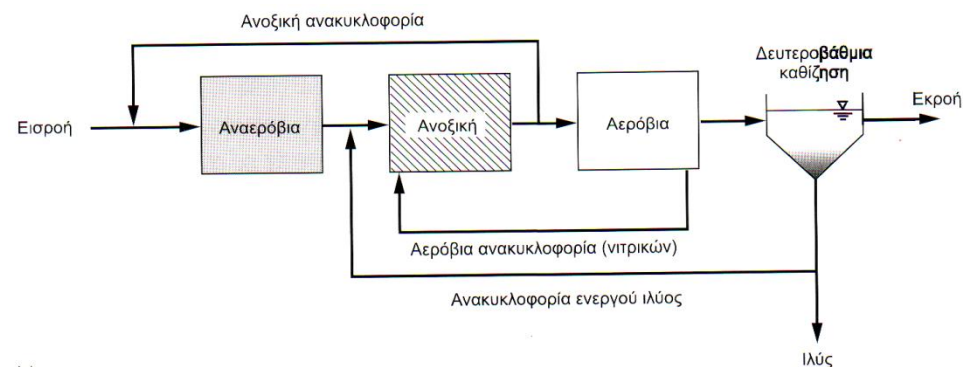 Ανοξική ανακυκλοφορία
Δευτεροβάθμια
καθίζηση
Εισροή
Αναερόβια
Ανοξική
Αερόβια
Εκροή
Αερόβια ανακυκλοφορία (νιτρικών)
Ανακυκλοφορία ενεργού ιλύος
Ιλύς